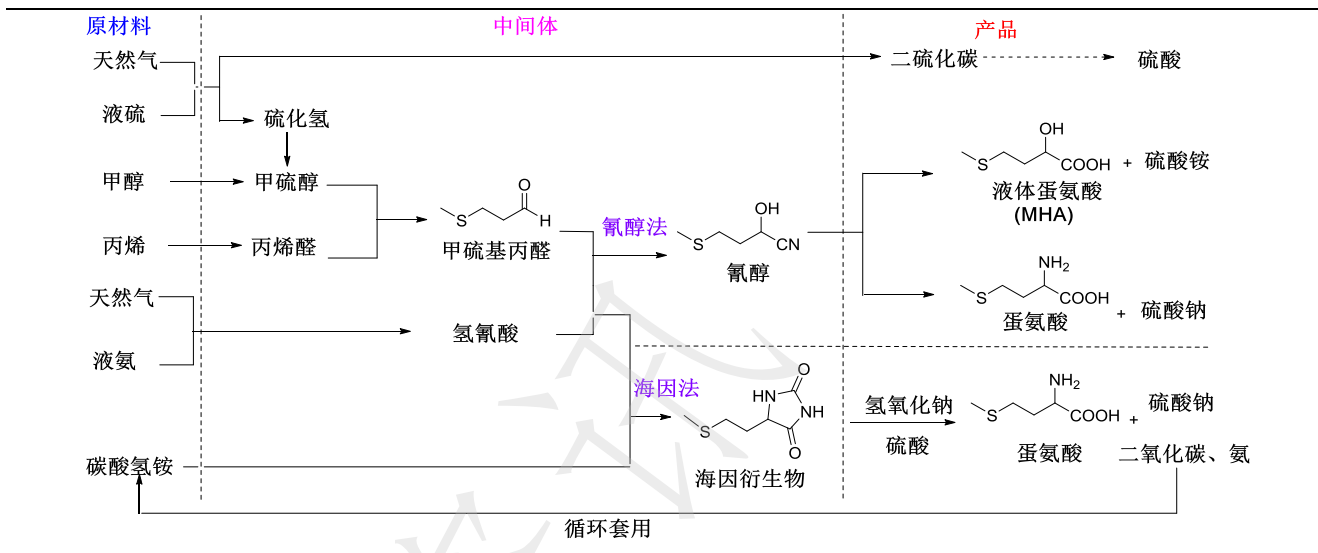 原材料 中间体 产品
天然气 二硫化碳 硫酸
液硫 硫化氢
OH
S COOH + 硫酸铵
甲醇 甲硫醇 液体蛋氨酸
(MHA)
O
S H
OH
氰醇法 S CN
丙烯 丙烯醛 甲硫基丙醛 氰醇
NH2
S COOH + 硫酸钠
蛋氨酸
天然气
氢氰酸
液氨
海因法
O
HN NH
S O
海因衍生物
氢氧化钠
硫酸
NH2
S COOH + 硫酸钠
蛋氨酸 二氧化碳、氨
碳酸氢铵
循环套用